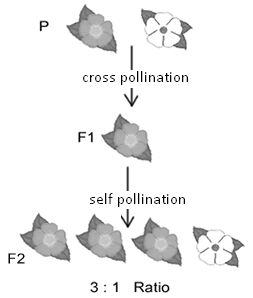 P
cross pollination
F1
self pollination
F2
3 : 1 Ratio